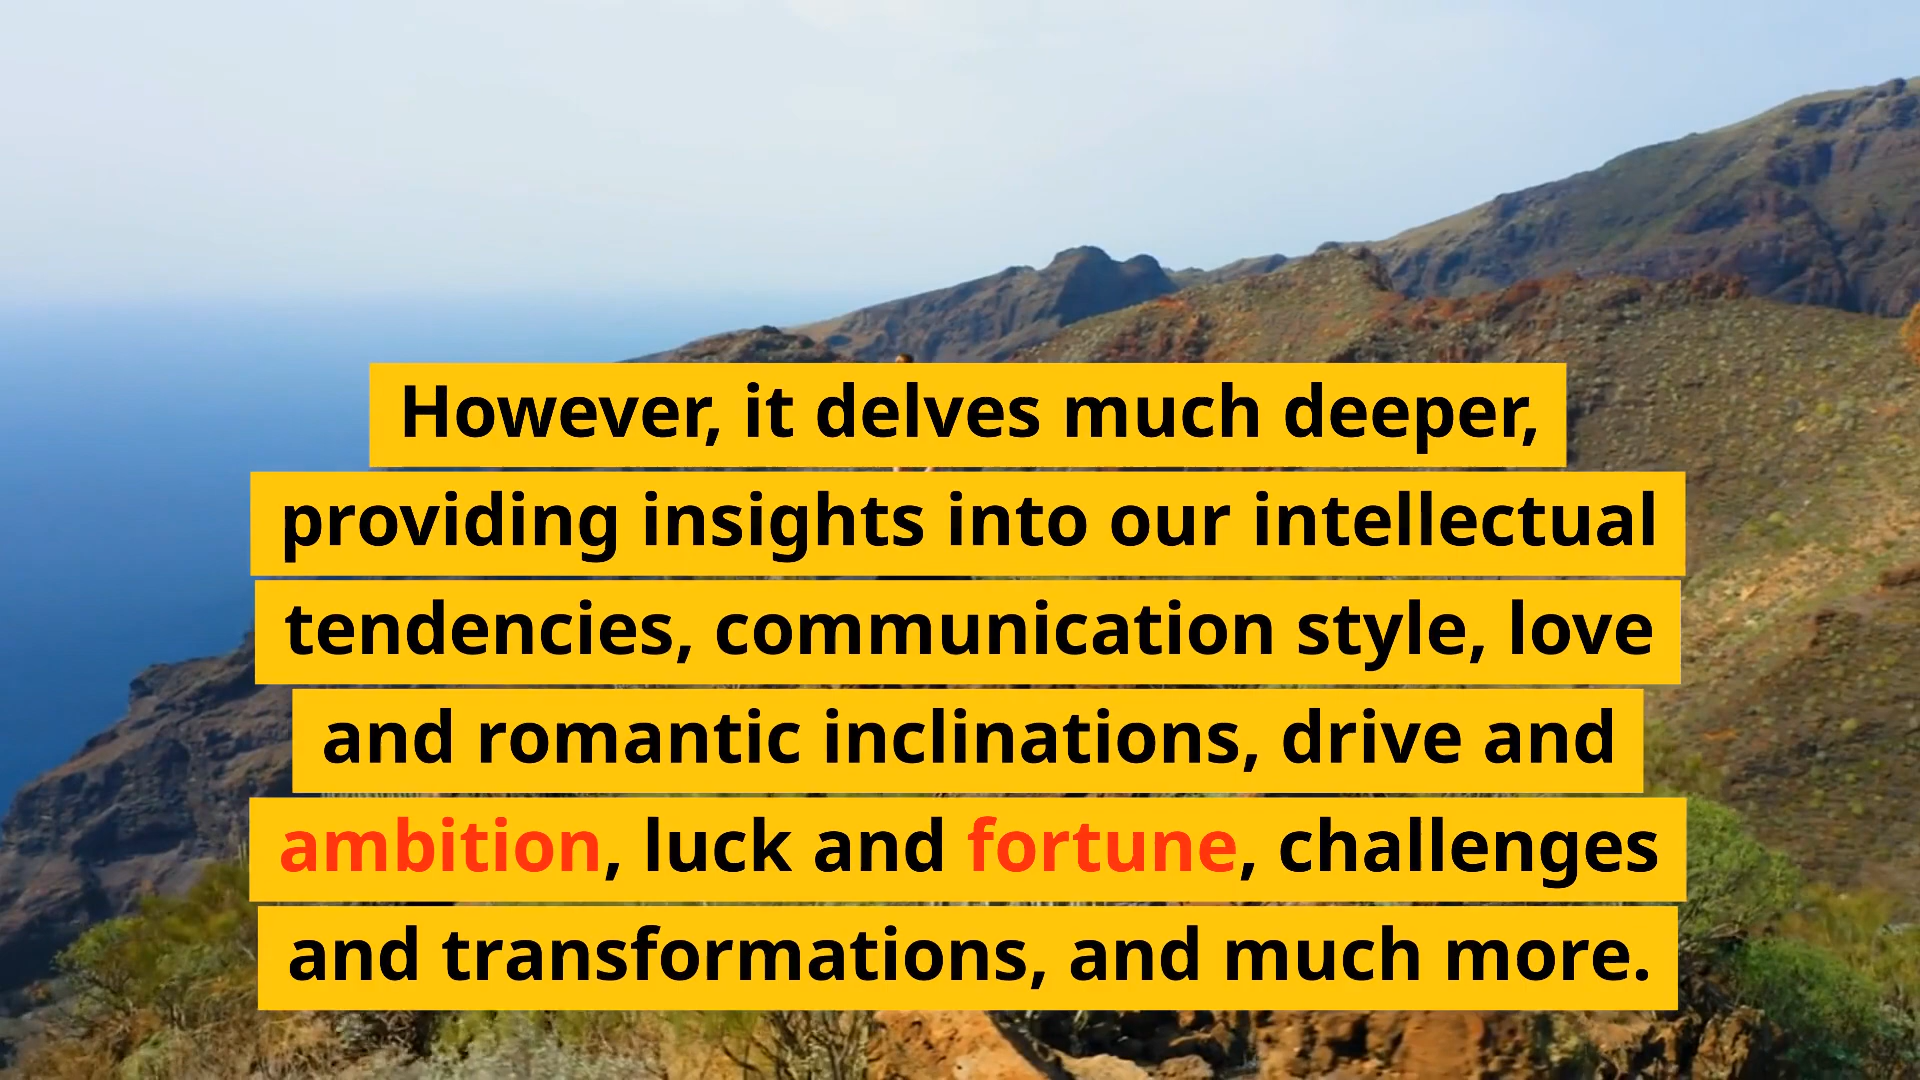 However, it delves much deeper,
providing insights into our intellectual
tendencies, communication style, love
and romantic inclinations, drive and
ambition, luck and fortune, challenges
and transformations, and much more.